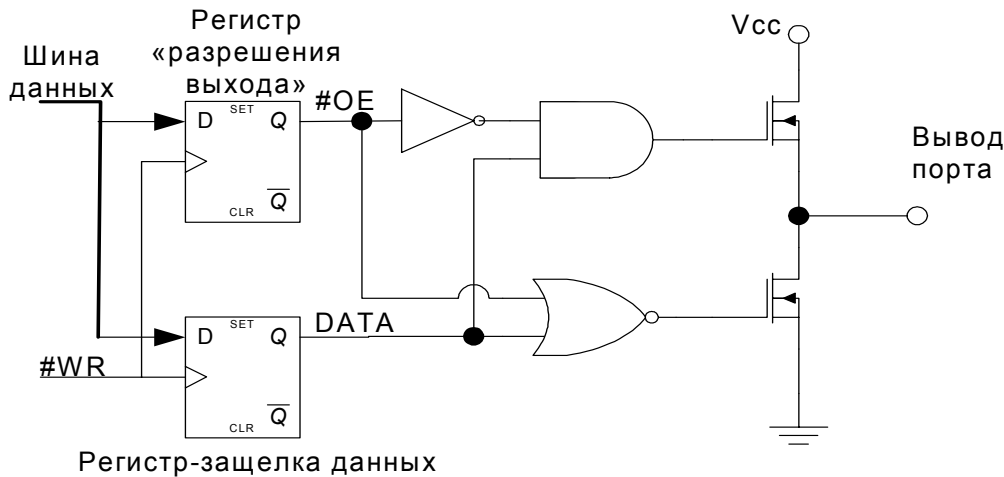 Регистр
«разрешения
выхода»
Шина
данных
#OE
Vcc
D
SET
Q
Q
CLR
Вывод
порта
D
SET
Q
DATA
#WR
Q
CLR
Регистр-защелка данных